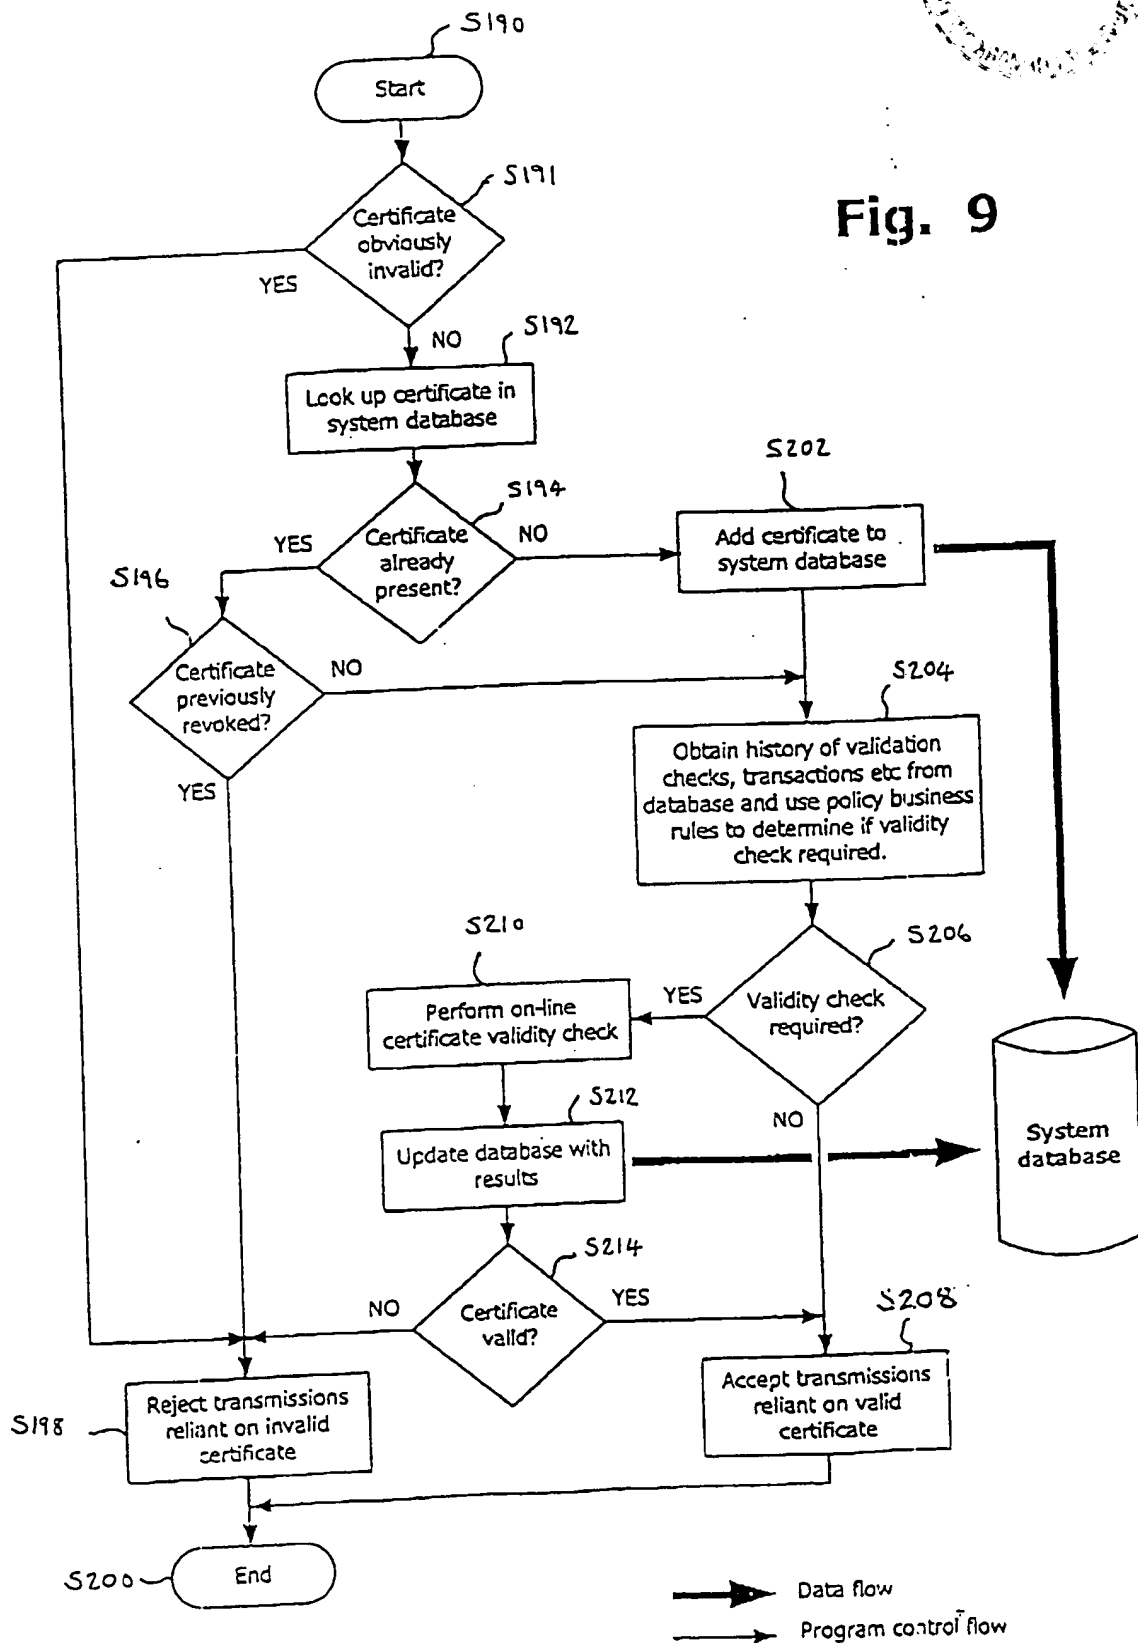 S190
Start
S191
Certificate
obviously
invalid?
Fig. 9
YES
NO
S192
Look up certificate in
system database
S194
S202
YES
Certificate
already
present?
NO
Add certificate to
system database
S196
Certificate
previously
revoked?
NO
YES
S204
Obtain history of validation
checks, transactions etc from
database and use policy business
rules to determine if validity
check required.
S210
S206
Perform on-line
certificate validity check
YES
Validity check
required?
NO
S212
Update database with
results
System
database
S214
NO
Certificate
valid?
YES
S208
S198
Reject transmissions
reliant on invalid
certificate
Accept transmissions
reliant on valid
certificate
S200
End
Data flow
Program control flow